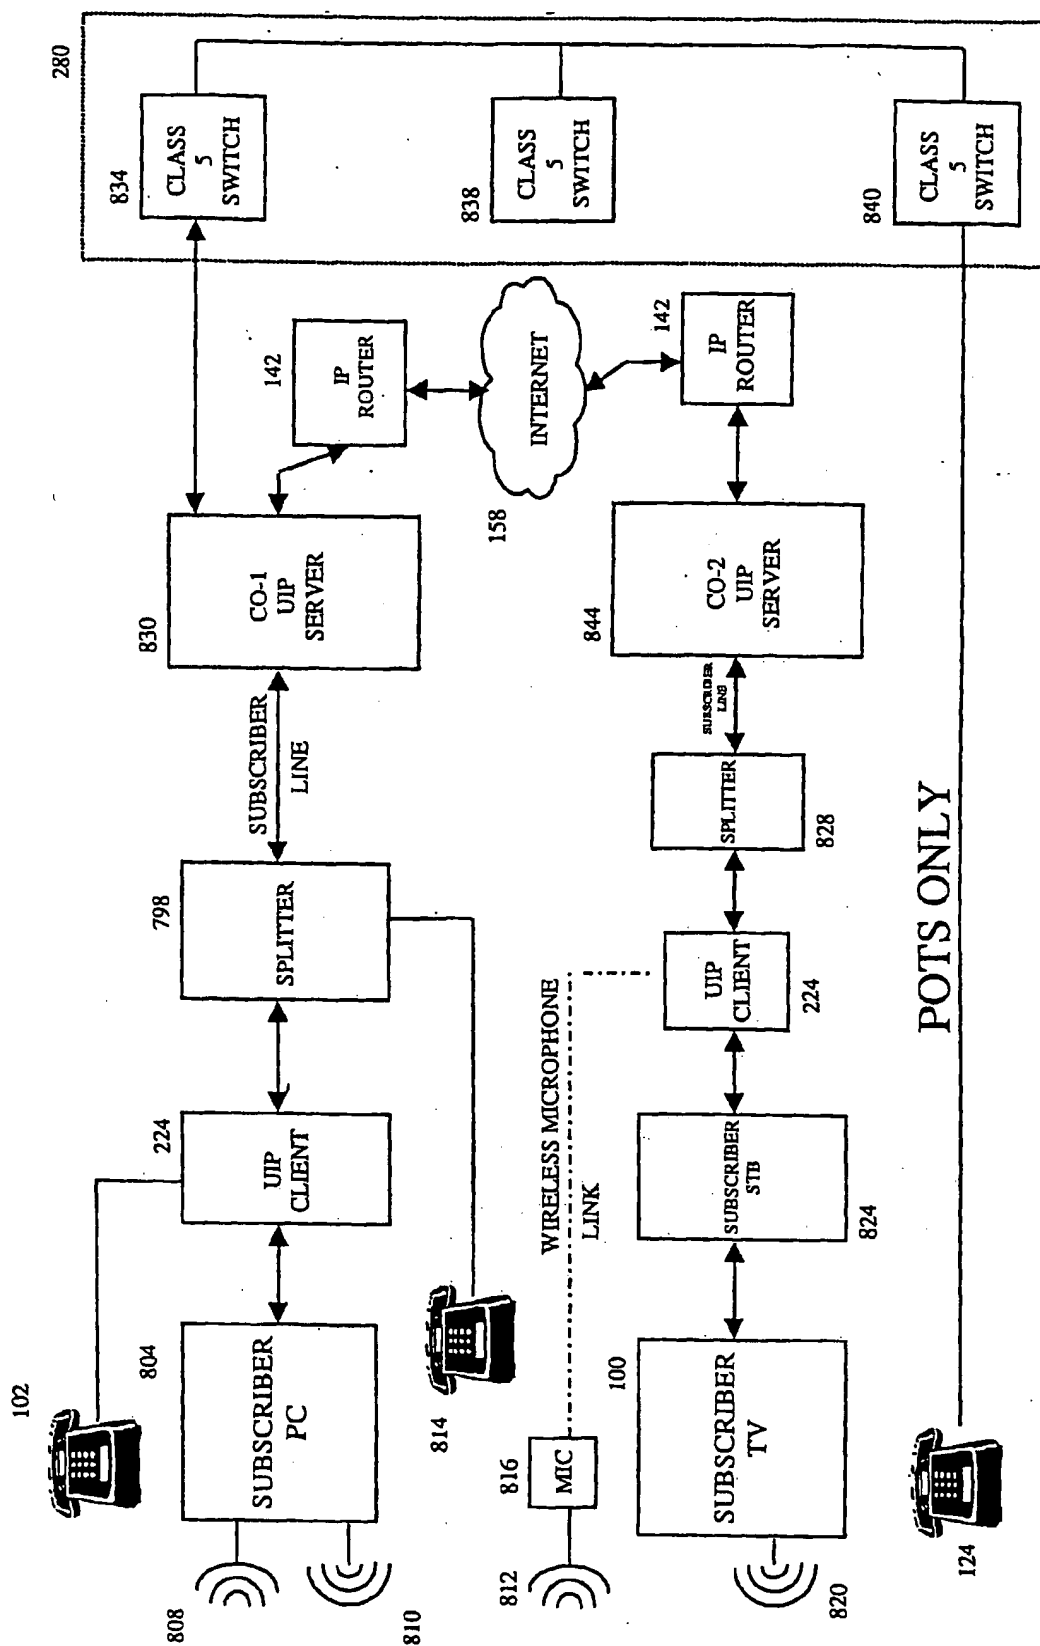 102
804
224
798
830
142
834
280
SUBSCRIBER
PC
UIP
CLIENT
SPLITTER
SUBSCRIBER
LINE
CO-1
UIP
SERVER
IP
ROUTER
CLASS
5
SWITCH
808
810
814
158
INTERNET
838
CLASS
5
SWITCH
812
816
MIC
WIRELESS MICROPHONE
LINK
100
SUBSCRIBER
TV
820
SUBSCRIBER
STB
824
UIP
CLIENT
224
SPLITTER
828
SUBSCRIBER
LINE
844
CO-2
UIP
SERVER
142
IP
ROUTER
840
CLASS
5
SWITCH
124
POTS ONLY